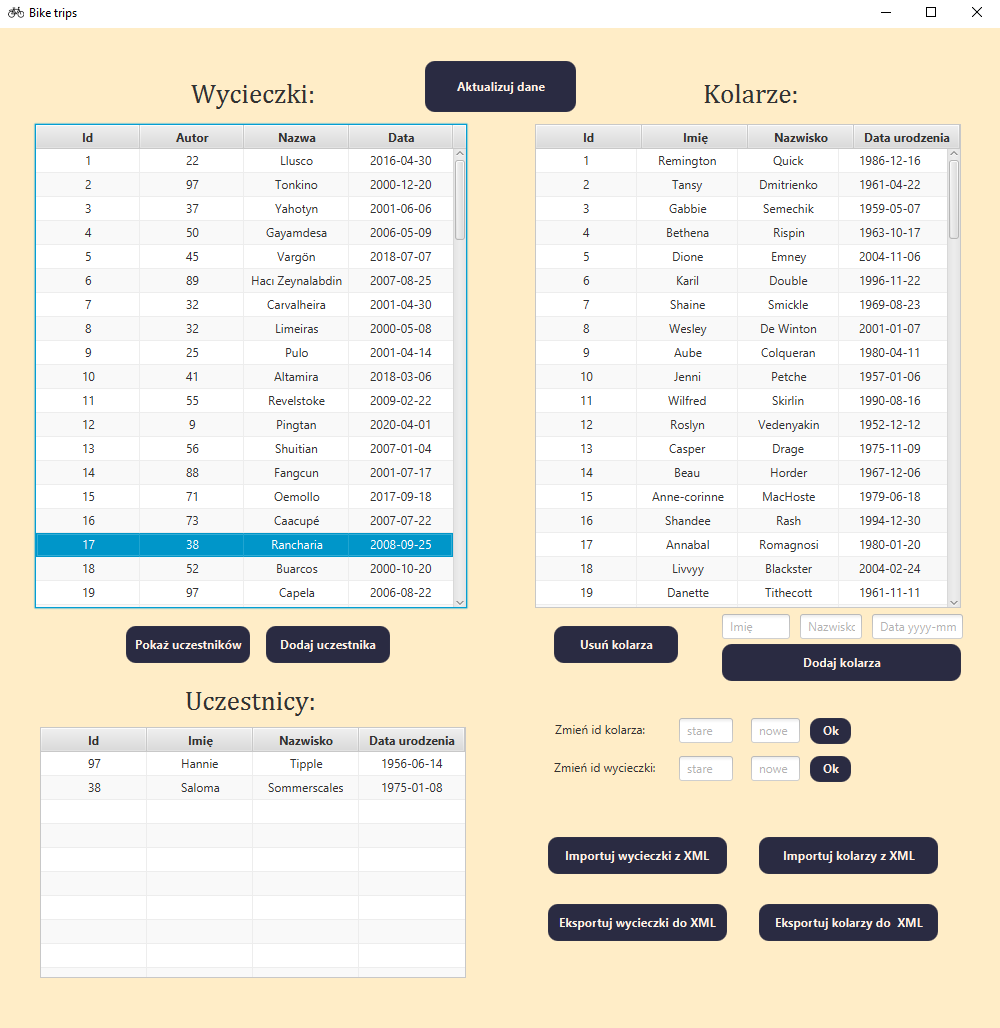 Bike trips
Aktualizuj dane
Wycieczki:
Id Autor Nazwa Data
1 22 Llusco 2016-04-30
2 97 Tonkino 2000-12-20
3 37 Yahotyn 2001-06-06
4 50 Gayamdesa 2006-05-09
5 45 Vargön 2018-07-07
6 89 Hacı Zeynalabdin 2007-08-25
7 32 Carvalheira 2001-04-30
8 32 Limeiras 2000-05-08
9 25 Pulo 2001-04-14
10 41 Altamira 2018-03-06
11 55 Revelstoke 2009-02-22
12 9 Pingtan 2020-04-01
13 56 Shuitian 2007-01-04
14 88 Fangcun 2001-07-17
15 71 Oemollo 2017-09-18
16 73 Caacupé 2007-07-22
17 38 Rancharia 2008-09-25
18 52 Buarcos 2000-10-20
19 97 Capela 2006-08-22
Pokaż uczestników Dodaj uczestnika
Kolarze:
Id Imię Nazwisko Data urodzenia
1 Remington Quick 1986-12-16
2 Tansy Dmitrienko 1961-04-22
3 Gabbie Semechik 1959-05-07
4 Bethena Rispin 1963-10-17
5 Dione Emney 2004-11-06
6 Karil Double 1996-11-22
7 Shaine Smickle 1969-08-23
8 Wesley De Winton 2001-01-07
9 Aube Colqueran 1980-04-11
10 Jenni Petche 1957-01-06
11 Wilfred Skirlin 1990-08-16
12 Roslyn Vedenyakin 1952-12-12
13 Casper Drage 1975-11-09
14 Beau Horder 1967-12-06
15 Anne-corinne MacHoste 1979-06-18
16 Shandee Rash 1994-12-30
17 Annabal Romagnosi 1980-01-20
18 Livvyy Blackster 2004-02-24
19 Danette Tithecott 1961-11-11
Imię Nazwisko Data yyyy-mm
Usuń kolarza Dodaj kolarza
Uczestnicy:
Id Imię Nazwisko Data urodzenia
97 Hannie Tipple 1956-06-14
38 Saloma Sommerscales 1975-01-08
Zmień id kolarza: stare nowe Ok
Zmień id wycieczki: stare nowe Ok
Importuj wycieczki z XML Importuj kolarzy z XML
Eksportuj wycieczki do XML Eksportuj kolarzy do XML